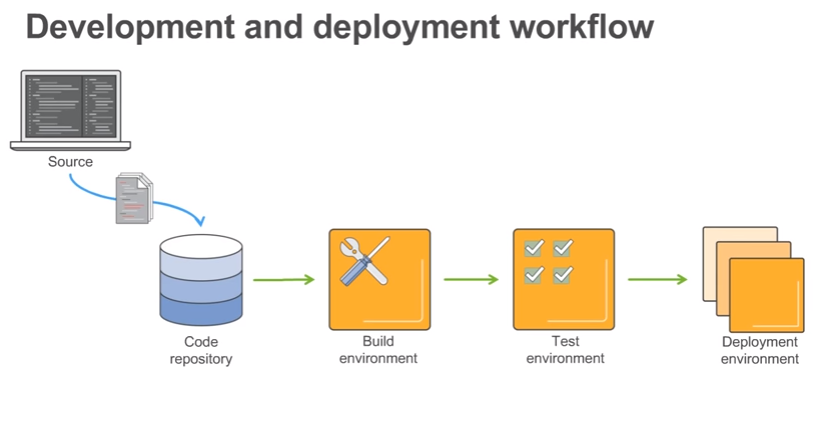 Development and deployment workflow
Source
Code
repository
Build
environment
Test
environment
Deployment
environment